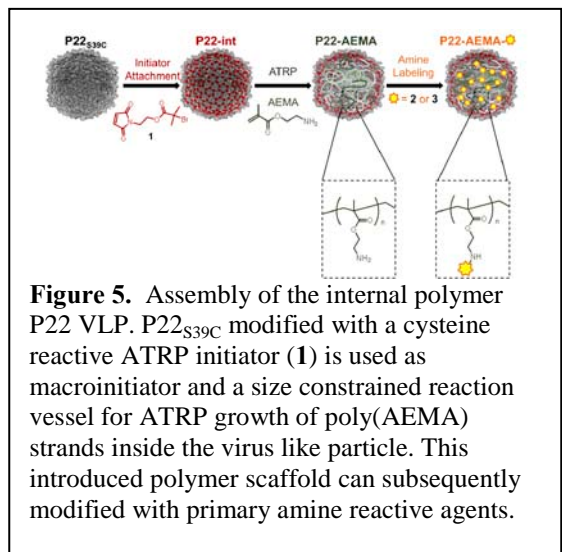 P22S39C P22-int P22-AEMA P22-AEMA-
Initiator Attachment ATRP Amine Labeling
AEMA = 2 or 3
O N O O O Br NH2
1
n n
O O O O
NH2 NH
Figure 5. Assembly of the internal polymer
P22 VLP. P22S39C modified with a cysteine
reactive ATRP initiator (1) is used as
macroinitiator and a size constrained reaction
vessel for ATRP growth of poly(AEMA)
strands inside the virus like particle. This
introduced polymer scaffold can subsequently
modified with primary amine reactive agents.